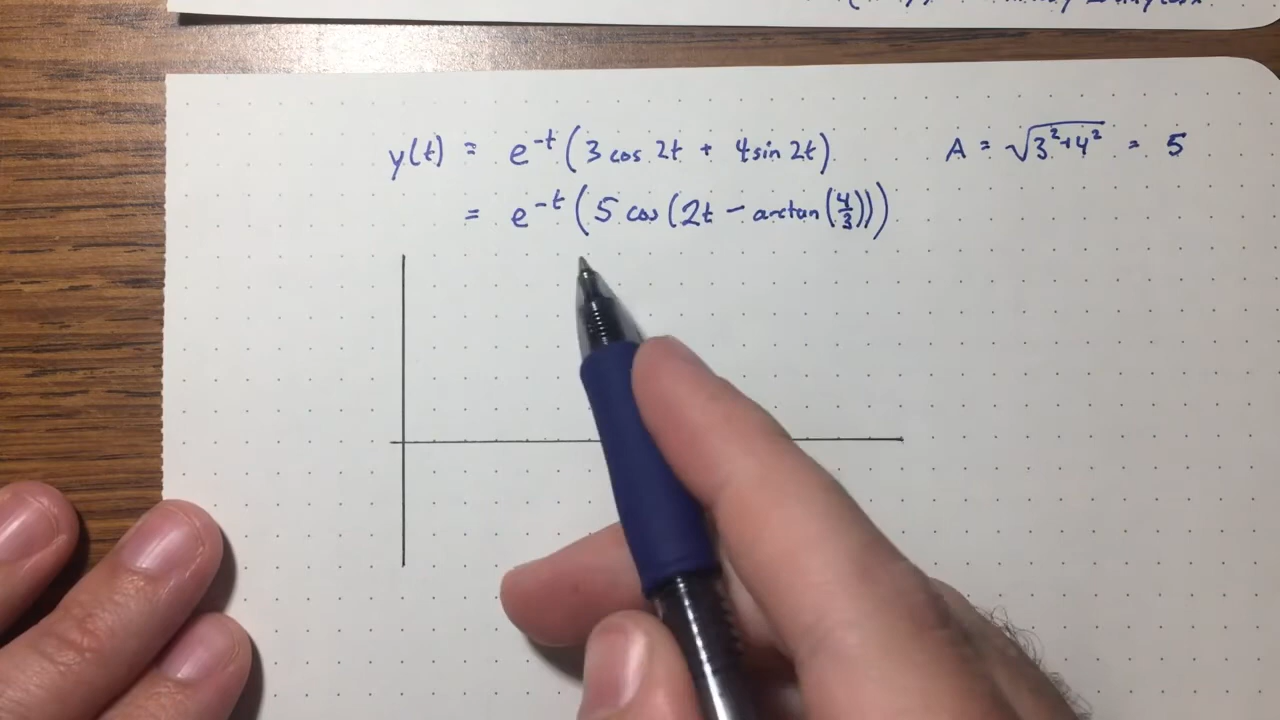 y(t) = e^{-t}(3 cos 2t + 4 sin 2t) A = √(3²+4²) = 5
= e^{-t}(5 cos(2t - arctan(4/3)))